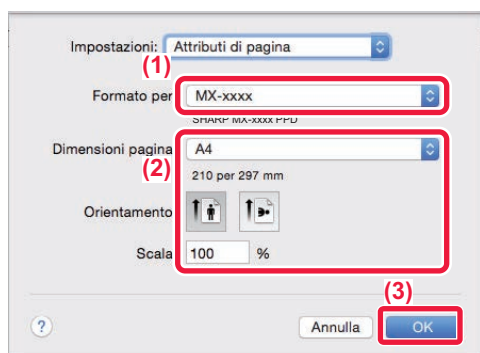 Impostazioni: Attributi di pagina
(1)
Formato per MX-xxxx
SHARP MX-xxxx PPD
Dimensioni pagina A4
(2)
210 per 297 mm
Orientamento
Scala 100 %
(3)
? Annulla OK